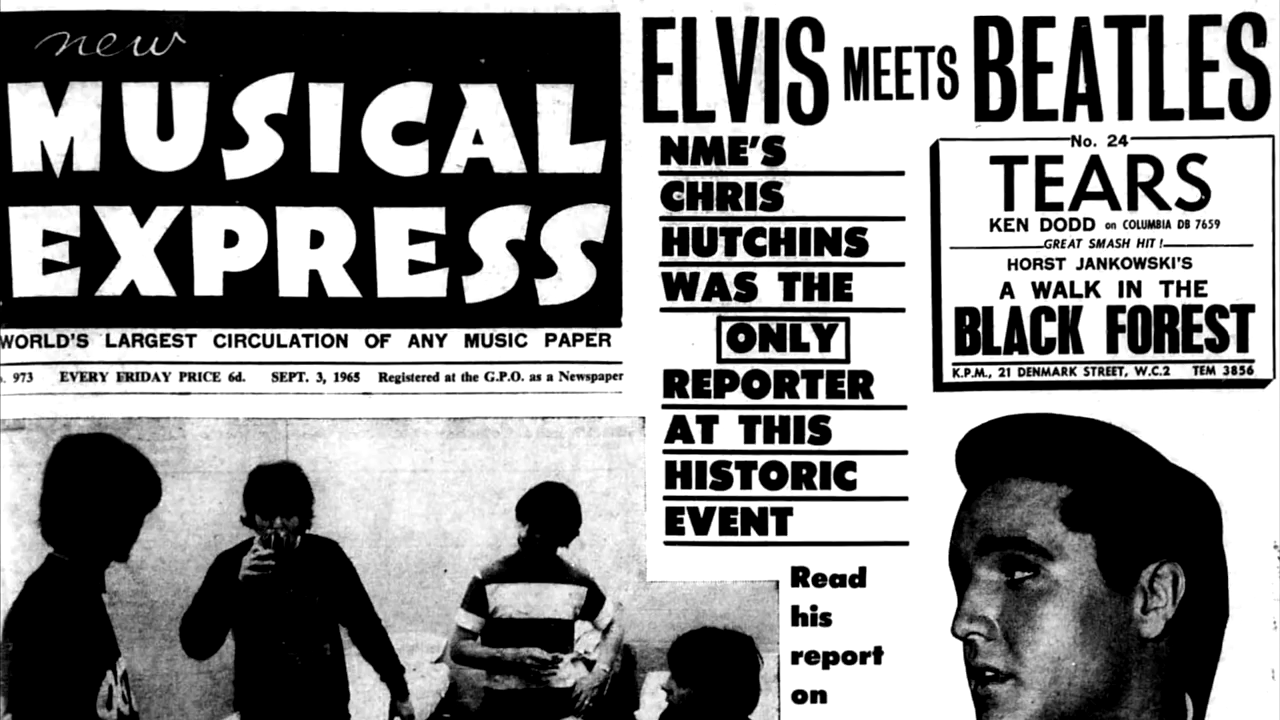 new
MUSICAL
EXPRESS
WORLD'S LARGEST CIRCULATION OF ANY MUSIC PAPER
973 EVERY FRIDAY PRICE 6d. SEPT. 3, 1965 Registered at the G.P.O. as a Newspaper
ELVIS MEETS BEATLES
NME'S
CHRIS
HUTCHINS
WAS THE
ONLY
REPORTER
AT THIS
HISTORIC
EVENT
Read
his
report
on
No. 24
TEARS
KEN DODD on COLUMBIA DB 7659
GREAT SMASH HIT!
HORST JANKOWSKI'S
A WALK IN THE
BLACK FOREST
K.P.M., 21 DENMARK STREET, W.C.2 TEM 3856